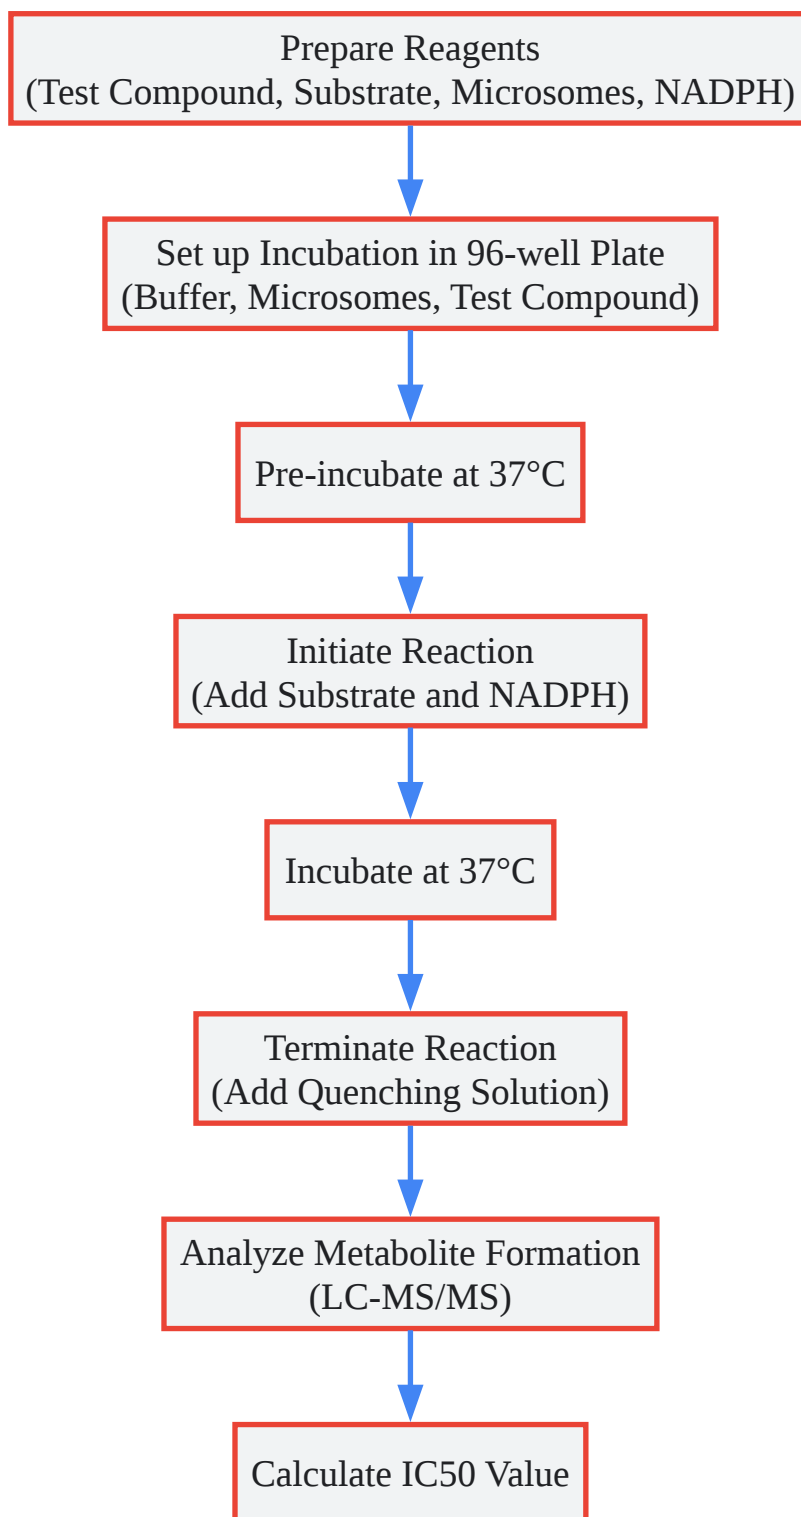 Prepare Reagents
(Test Compound, Substrate, Microsomes, NADPH)
Set up Incubation in 96-well Plate
(Buffer, Microsomes, Test Compound)
Pre-incubate at 37°C
Initiate Reaction
(Add Substrate and NADPH)
Incubate at 37°C
Terminate Reaction
(Add Quenching Solution)
Analyze Metabolite Formation
(LC-MS/MS)
Calculate IC50 Value